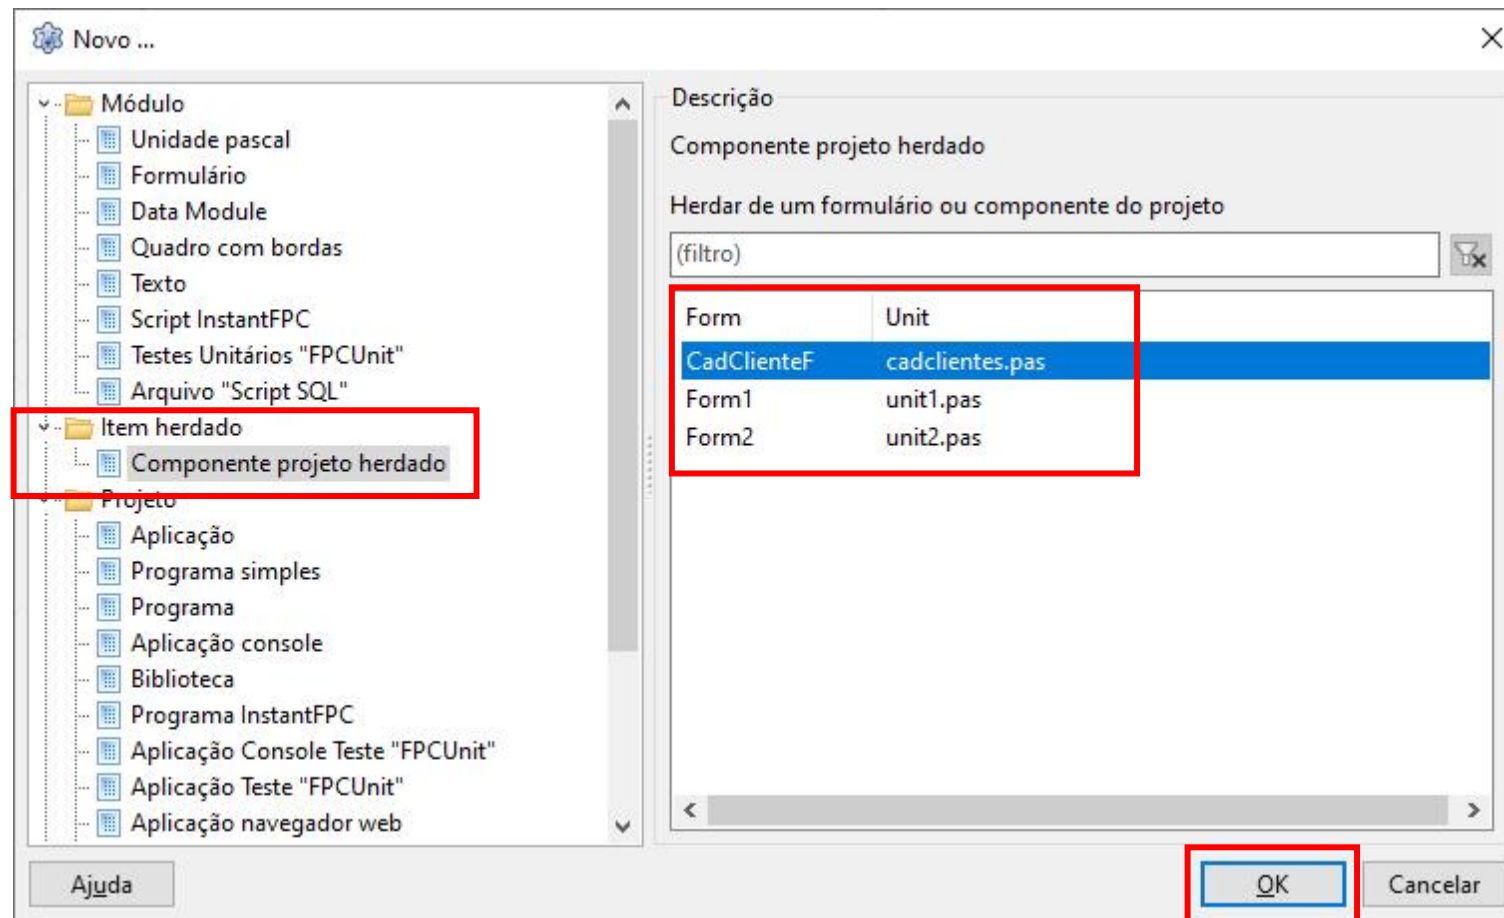 Novo ...
Módulo
Unidade pascal
Formulário
Data Module
Quadro com bordas
Texto
Script InstantFPC
Testes Unitários "FPCUnit"
Arquivo "Script SQL"
Item herdado
Componente projeto herdado
Projeto
Aplicação
Programa simples
Programa
Aplicação console
Biblioteca
Programa InstantFPC
Aplicação Console Teste "FPCUnit"
Aplicação Teste "FPCUnit"
Aplicação navegador web
Descrição
Componente projeto herdado
Herdar de um formulário ou componente do projeto
(filtro)
Form Unit
CadClienteF cadclientes.pas
Form1 unit1.pas
Form2 unit2.pas
Ajuda OK Cancelar